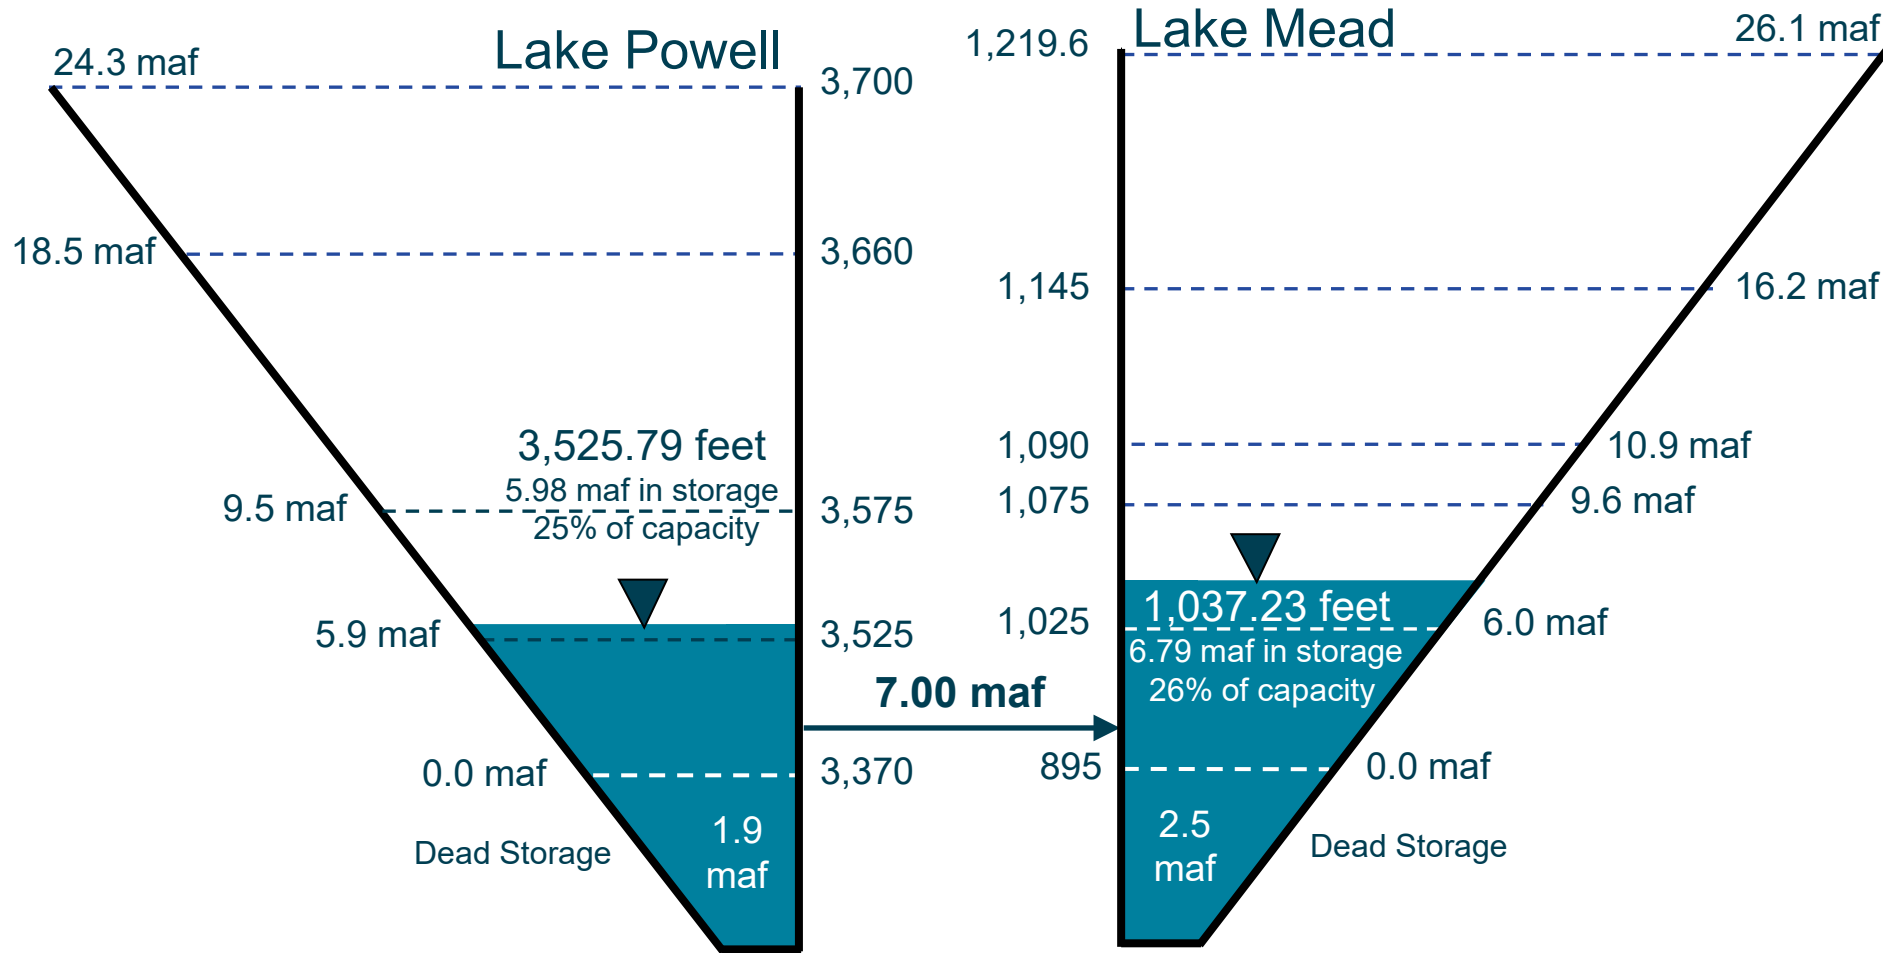 Lake Powell
24.3 maf
3,700
18.5 maf
3,660
3,525.79 feet
5.98 maf in storage
9.5 maf
3,575
25% of capacity
5.9 maf
3,525
7.00 maf
0.0 maf
3,370
1.9
maf
Dead Storage
Lake Mead
1,219.6
26.1 maf
1,145
16.2 maf
1,090
10.9 maf
1,075
9.6 maf
1,037.23 feet
1,025
6.0 maf
6.79 maf in storage
26% of capacity
895
0.0 maf
2.5
maf
Dead Storage